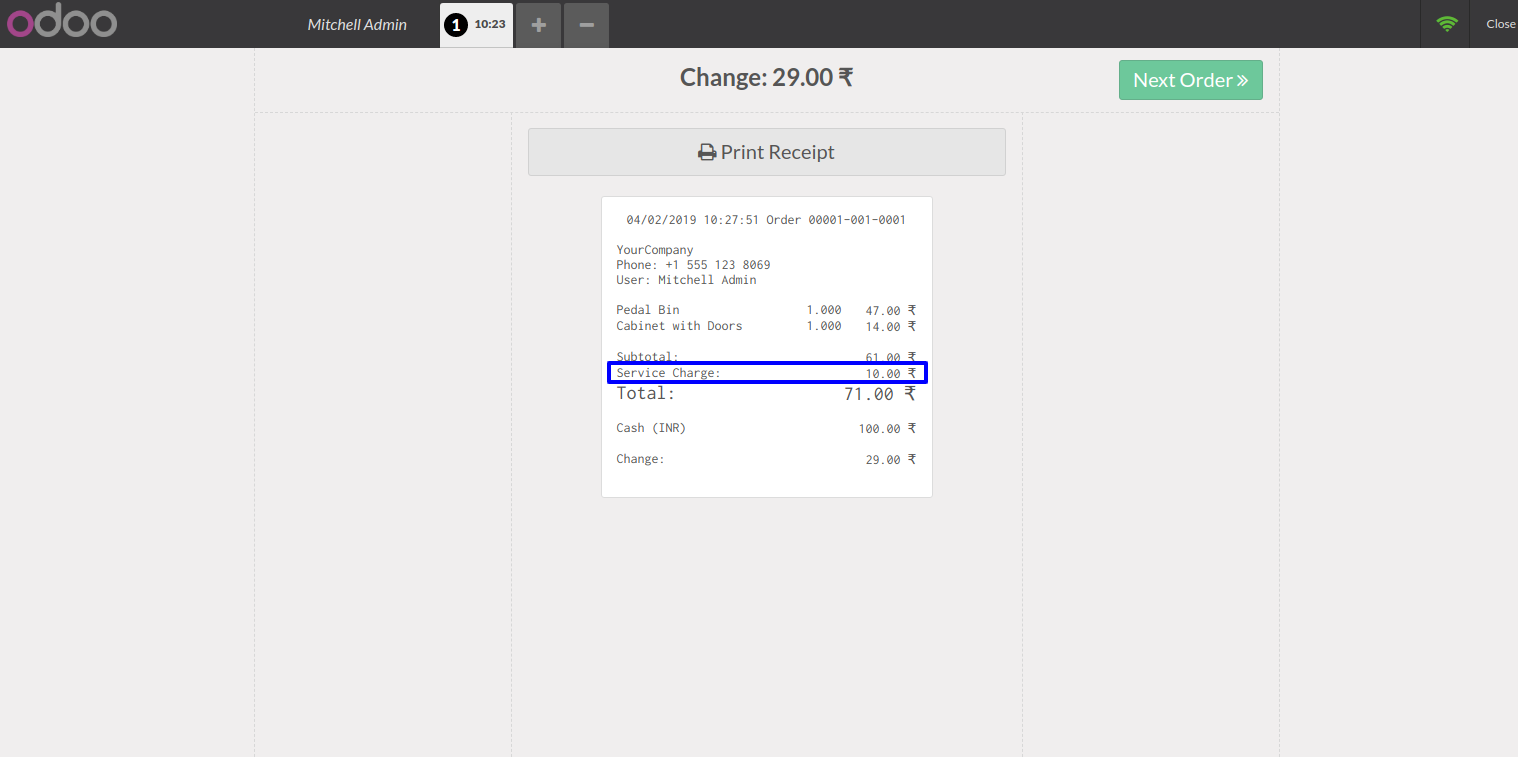 odoo
Mitchell Admin
1 10:23
Close
Change: 29.00 ₹
Next Order
Print Receipt
04/02/2019 10:27:51 Order 00001-001-0001
YourCompany
Phone: +1 555 123 8069
User: Mitchell Admin
Pedal Bin 1.000 47.00 ₹
Cabinet with Doors 1.000 14.00 ₹
Subtotal: 61.00 ₹
Service Charge: 10.00 ₹
Total: 71.00 ₹
Cash (INR) 100.00 ₹
Change: 29.00 ₹